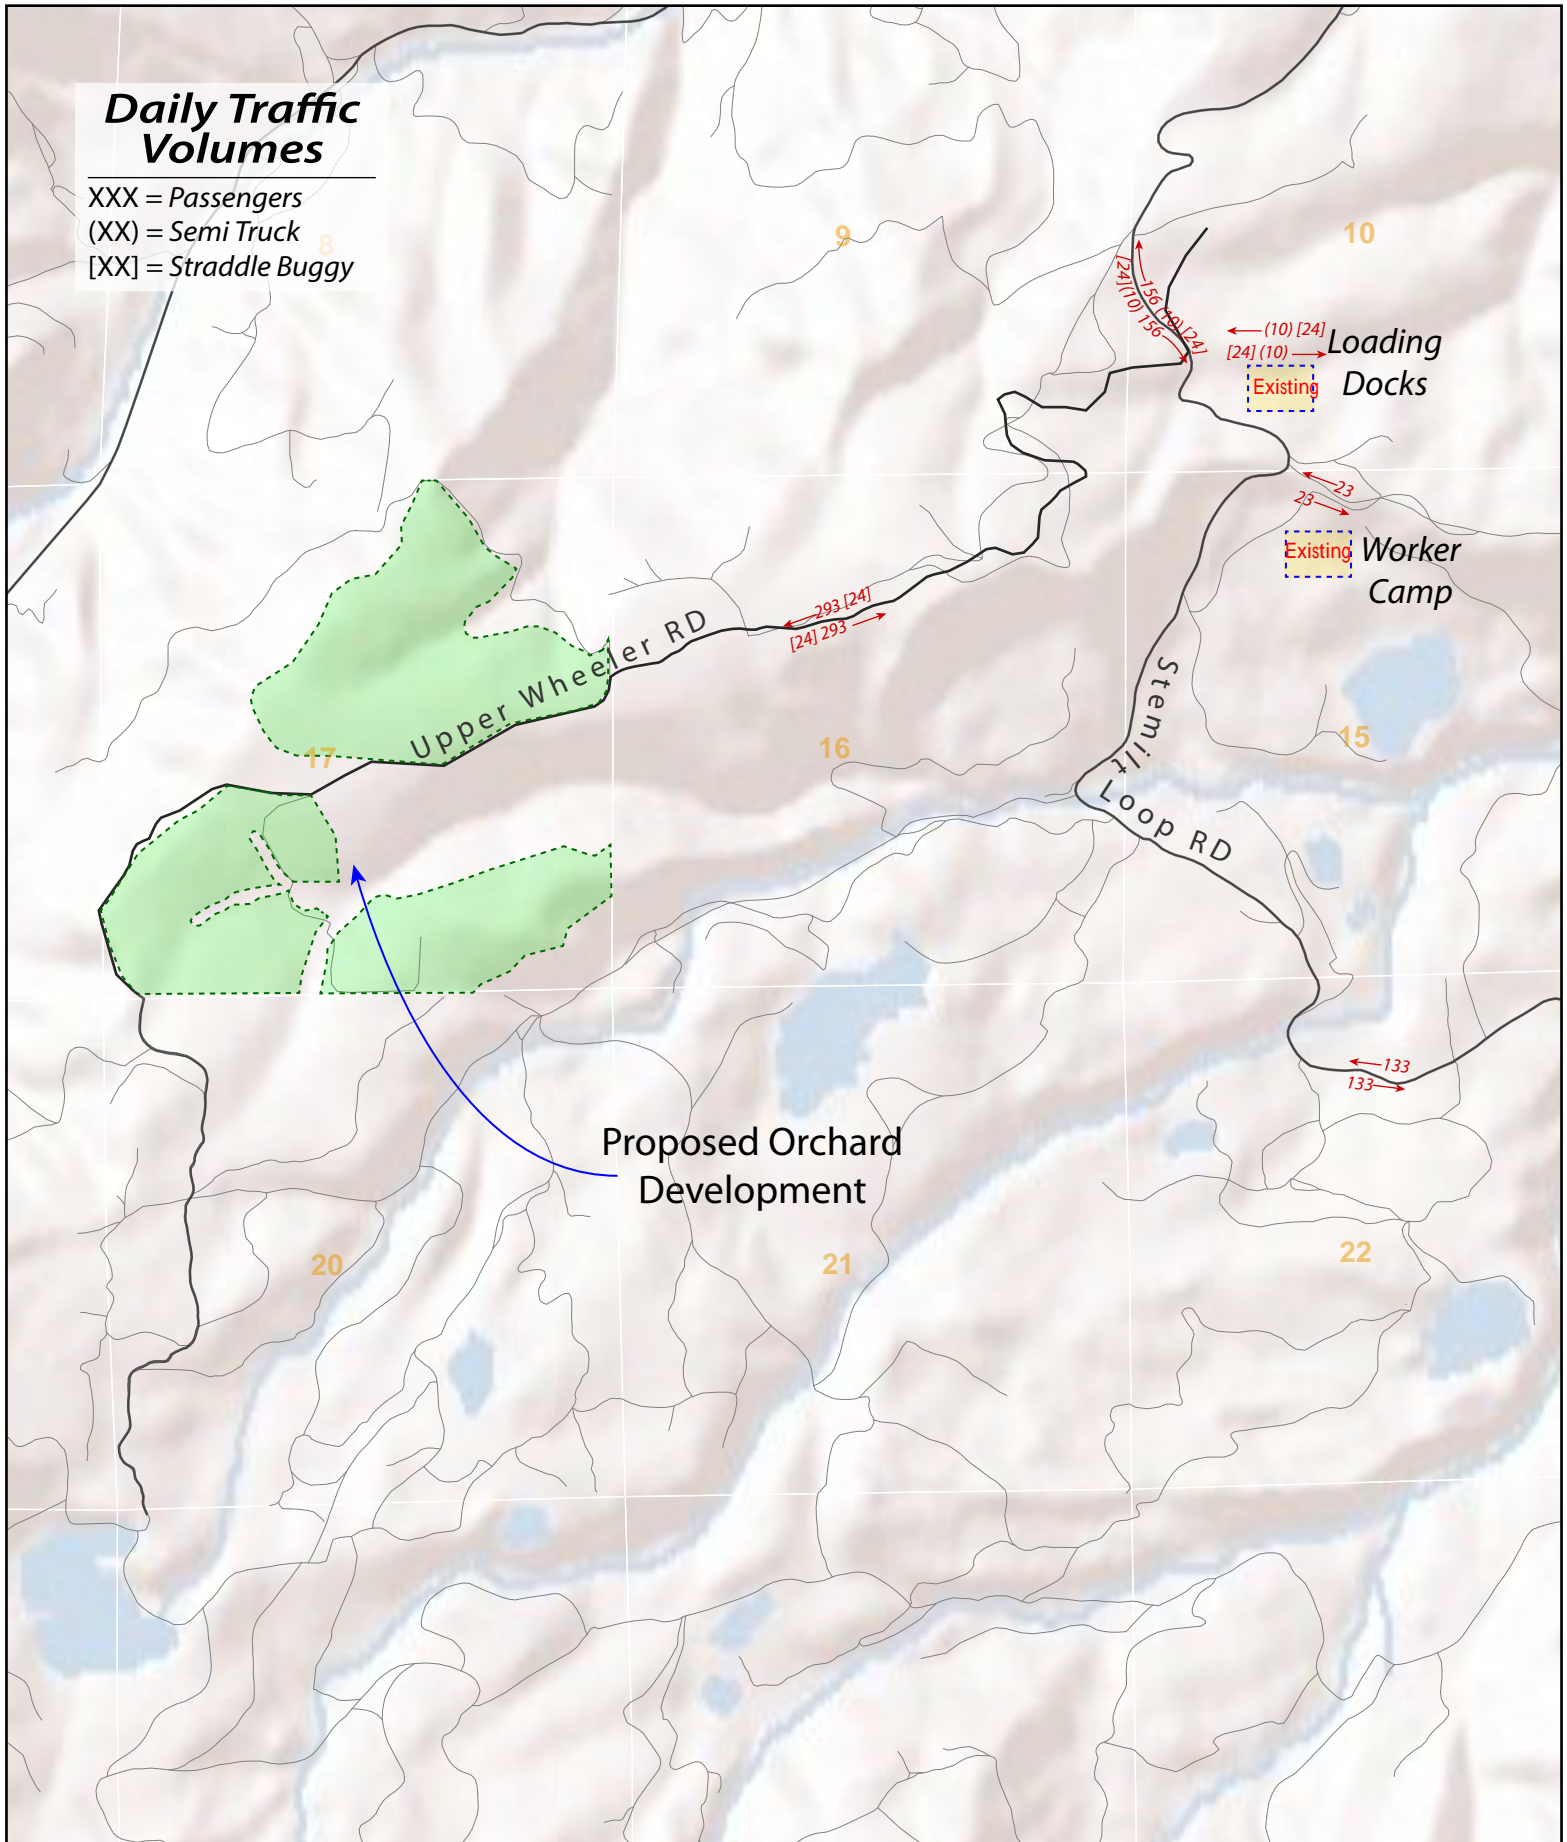 Daily Traffic
Volumes
XXX = Passengers
(XX) = Semi Truck
[XX] = Straddle Buggy
8
9
10
156 (10) [24]
[24] (10) 156
(10) [24]
[24] (10)
Loading
Docks
Existing
23
23
Existing
Worker
Camp
293 [24]
[24] 293
Upper Wheeler RD
Stemilt
Loop RD
17
16
15
133
133
Proposed Orchard
Development
20
21
22